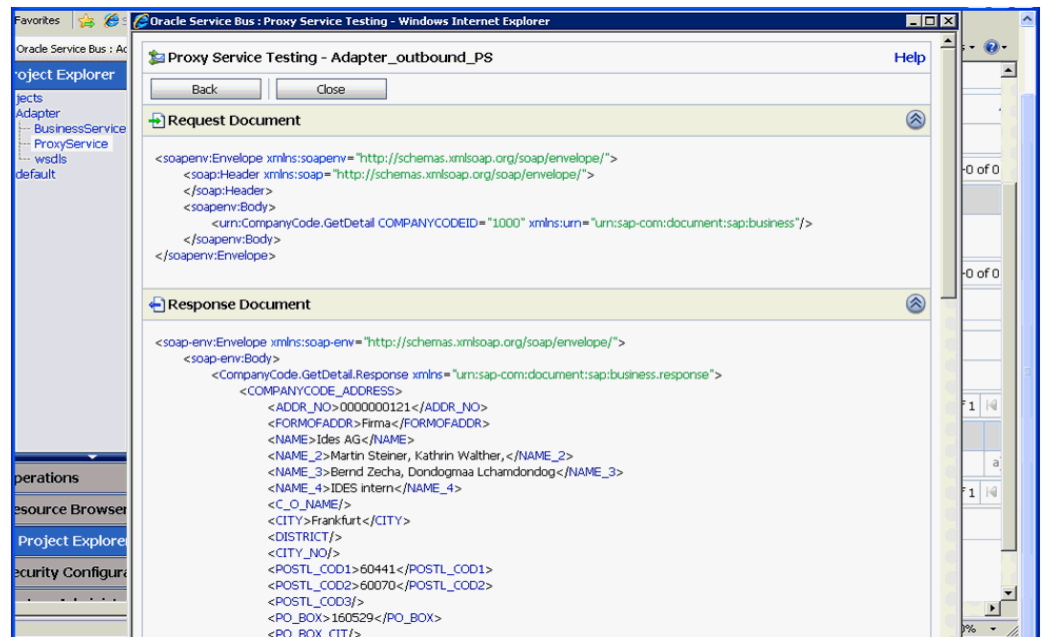 Favorites
Oracle Service Bus : Proxy Service Testing - Windows Internet Explorer
Oracle Service Bus : Ad
Proxy Service Testing - Adapter_outbound_PS
Help
roject Explorer
Back
Close
jects
Adapter
BusinessService
ProxyService
wsdls
default
Request Document
<soapenv:Envelope xmlns:soapenv="http://schemas.xmlsoap.org/soap/envelope/">
<soap:Header xmlns:soap="http://schemas.xmlsoap.org/soap/envelope/">
</soap:Header>
<soapenv:Body>
<urn:CompanyCode.GetDetail COMPANYCODEID="1000" xmlns:urn="urn:sap-com:document:sap:business"/>
</soapenv:Body>
</soapenv:Envelope>
-0 of 0
-0 of 0
Response Document
<soap-env:Envelope xmlns:soap-env="http://schemas.xmlsoap.org/soap/envelope/">
<soap-env:Body>
<CompanyCode.GetDetail.Response xmlns="urn:sap-com:document:sap:business.response">
<COMPANYCODE_ADDRESS>
<ADDR_NO>0000000121</ADDR_NO>
<FORMOFADDR>Firma</FORMOFADDR>
<NAME>Ides AG</NAME>
<NAME_2>Martin Steiner, Kathrin Walther,</NAME_2>
<NAME_3>Bernd Zecha, Dondogmaa Lchamdondog</NAME_3>
<NAME_4>IDES intern</NAME_4>
<C_O_NAME/>
<CITY>Frankfurt</CITY>
<DISTRICT/>
<CITY_NO/>
<POSTL_COD1>60441</POSTL_COD1>
<POSTL_COD2>60070</POSTL_COD2>
<POSTL_COD3/>
<PO_BOX>160529</PO_BOX>
<PO_BOX_CIT/>
perations
esource Browser
Project Explorer
ecurity Configura
f 1
a
f 1
0%